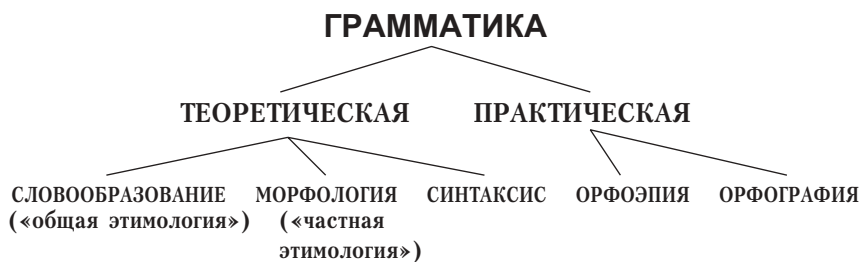 ГРАММАТИКА
ТЕОРЕТИЧЕСКАЯ ПРАКТИЧЕСКАЯ
СЛОВООБРАЗОВАНИЕ МОРФОЛОГИЯ СИНТАКСИС ОРФОЭПИЯ ОРФОГРАФИЯ
(«общая этимология») («частная
этимология»)